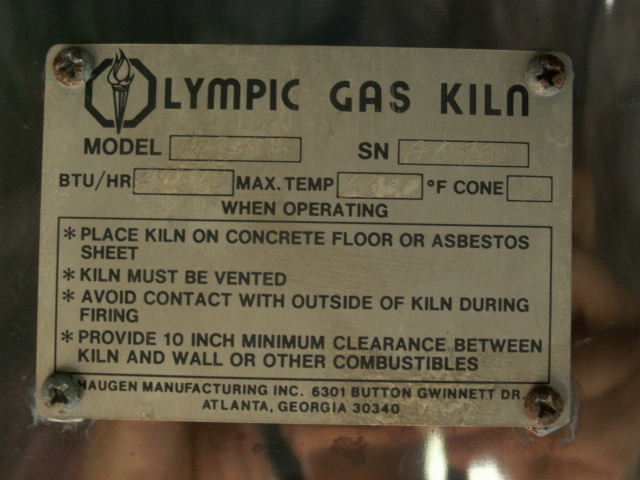 OLYMPIC GAS KILN
MODEL SN
BTU/HR MAX. TEMP °F CONE
WHEN OPERATING
* PLACE KILN ON CONCRETE FLOOR OR ASBESTOS
SHEET
* KILN MUST BE VENTED
* AVOID CONTACT WITH OUTSIDE OF KILN DURING
FIRING
* PROVIDE 10 INCH MINIMUM CLEARANCE BETWEEN
KILN AND WALL OR OTHER COMBUSTIBLES
HAUGEN MANUFACTURING INC. 6301 BUTTON GWINNETT DR.
ATLANTA, GEORGIA 30340